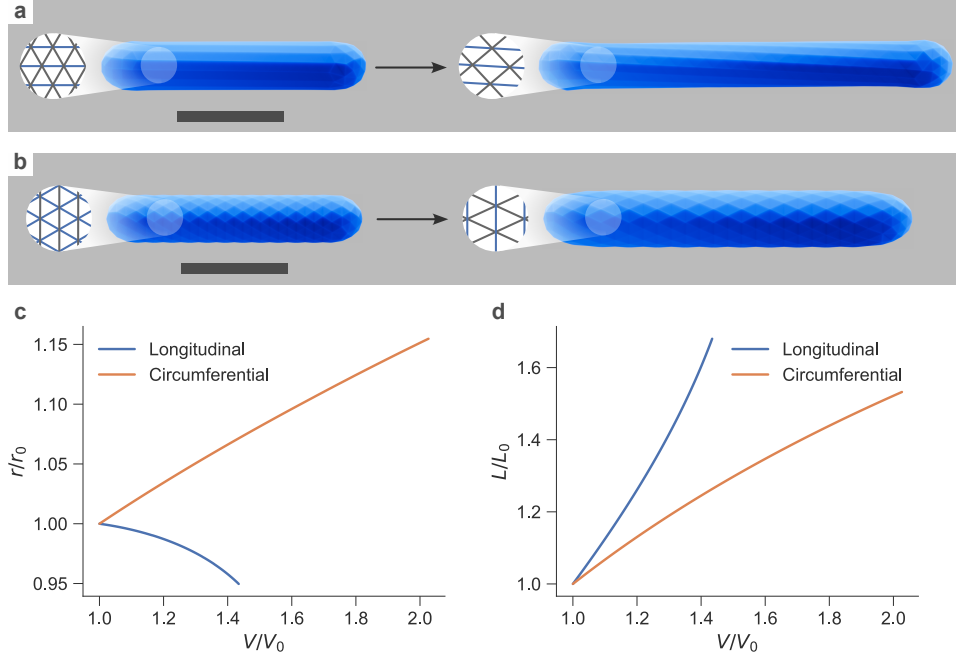 a
b
c
d
Longitudinal
Circumferential
1.15
1.10
1.05
1.00
0.95
r/r₀
1.0 1.2 1.4 1.6 1.8 2.0
V/V₀
Longitudinal
Circumferential
1.6
1.4
1.2
1.0
L/L₀
1.0 1.2 1.4 1.6 1.8 2.0
V/V₀